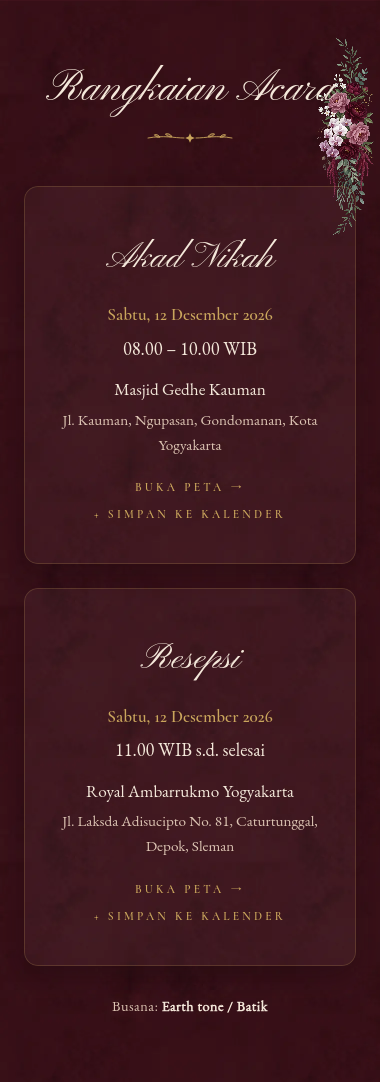 Rangkaian Acara
Akad Nikah
Sabtu, 12 Desember 2026
08.00 – 10.00 WIB
Masjid Gedhe Kauman
Jl. Kauman, Ngupasan, Gondomanan, Kota
Yogyakarta
BUKA PETA →
+ SIMPAN KE KALENDER
Resepsi
Sabtu, 12 Desember 2026
11.00 WIB s.d. selesai
Royal Ambarrukmo Yogyakarta
Jl. Laksda Adisucipto No. 81, Caturtunggal,
Depok, Sleman
BUKA PETA →
+ SIMPAN KE KALENDER
Busana: Earth tone / Batik